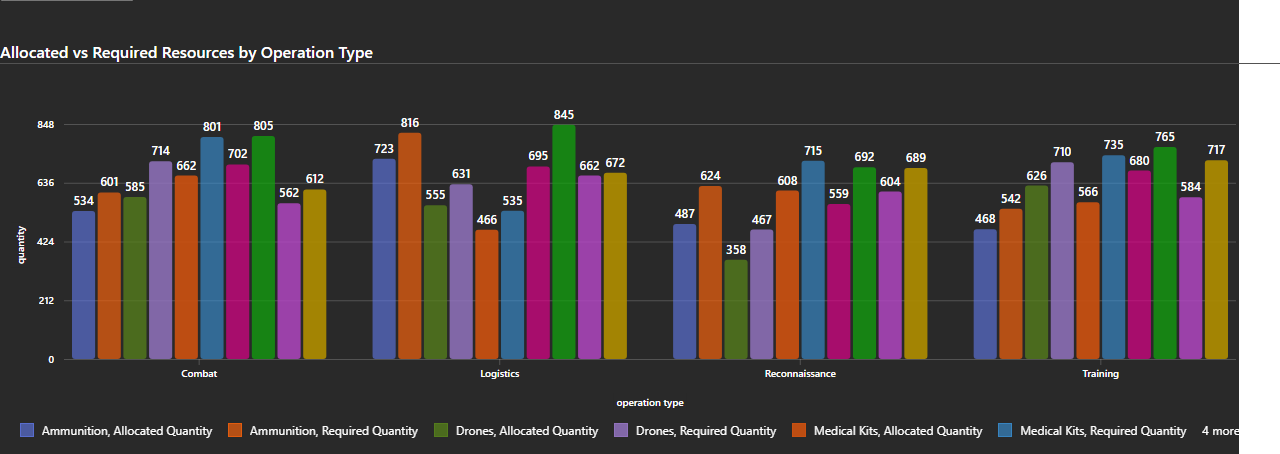 Allocated vs Required Resources by Operation Type
848
636
424
212
0
quantity
534 601 585 714 662 801 702 805 562 612
723 816 555 631 466 535 695 845 662 672
487 624 358 467 608 715 559 692 604 689
468 542 626 710 566 735 680 765 584 717
Combat Logistics Reconnaissance Training
operation type
Ammunition, Allocated Quantity Ammunition, Required Quantity Drones, Allocated Quantity Drones, Required Quantity Medical Kits, Allocated Quantity Medical Kits, Required Quantity 4 more